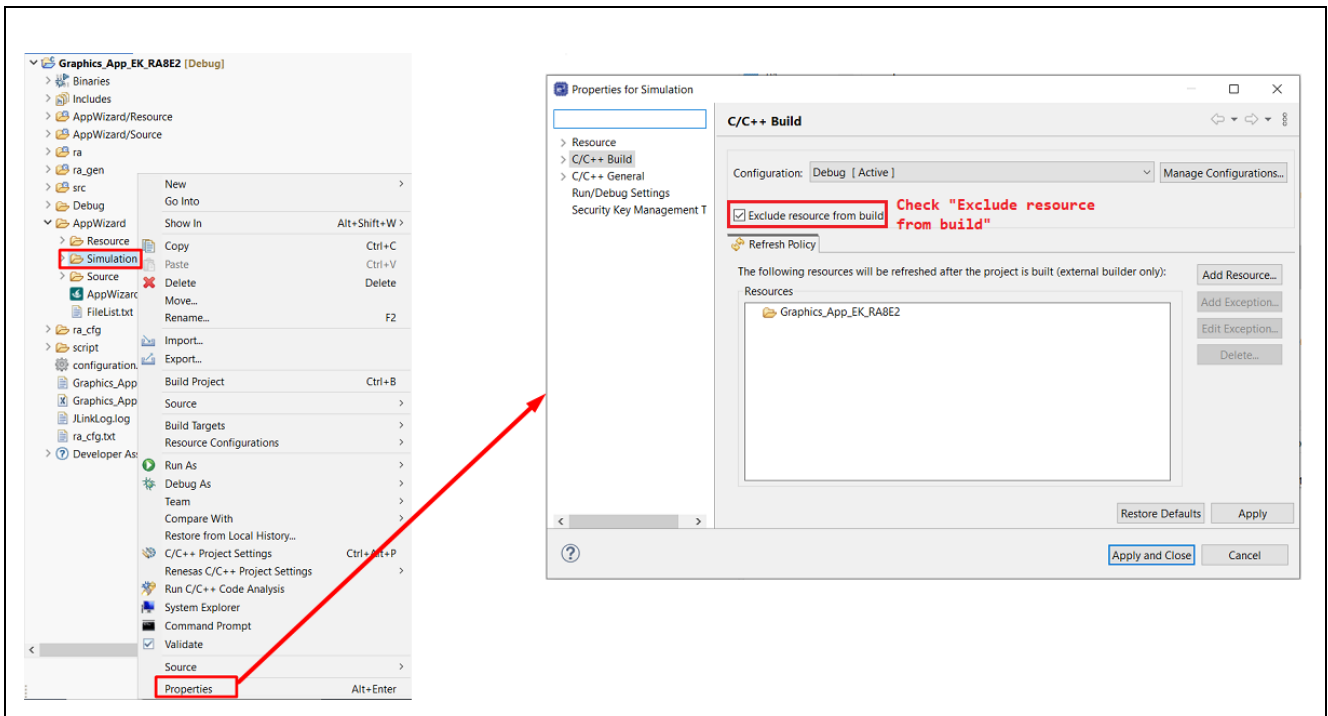 Graphics_App_EK_RA8E2 [Debug]
Binaries
Includes
AppWizard/Resource
AppWizard/Source
ra
ra_gen
src
Debug
AppWizard
Resource
Simulation
Source
AppWizard
FileList.txt
ra_cfg
script
configuration.
Graphics_App
Graphics_App
JLinkLog.log
ra_cfg.txt
Developer As
New
Go Into
Show In Alt+Shift+W >
Copy Ctrl+C
Paste Ctrl+V
Delete Delete
Move...
Rename... F2
Import...
Export...
Build Project Ctrl+B
Source
Build Targets
Resource Configurations
Run As
Debug As
Team
Compare With
Restore from Local History...
C/C++ Project Settings Ctrl+Alt+P
Renesas C/C++ Project Settings
Run C/C++ Code Analysis
System Explorer
Command Prompt
Validate
Source
Properties Alt+Enter
Properties for Simulation
Resource
C/C++ Build
C/C++ General
Run/Debug Settings
Security Key Management T
C/C++ Build
Configuration: Debug [ Active ] Manage Configurations...
Exclude resource from build
Check "Exclude resource
from build"
Refresh Policy
The following resources will be refreshed after the project is built (external builder only):
Resources
Graphics_App_EK_RA8E2
Add Resource...
Add Exception...
Edit Exception...
Delete...
Restore Defaults Apply
Apply and Close Cancel